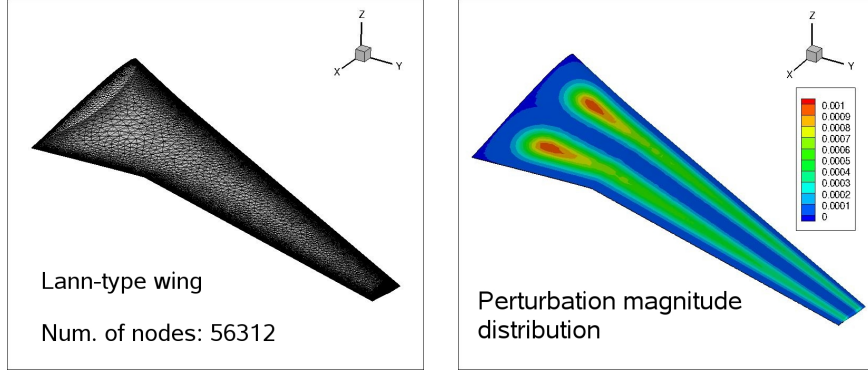 Z
X
Y
Lann-type wing
Num. of nodes: 56312
Z
X
Y
0.001
0.0009
0.0008
0.0007
0.0006
0.0005
0.0004
0.0003
0.0002
0.0001
0
Perturbation magnitude
distribution